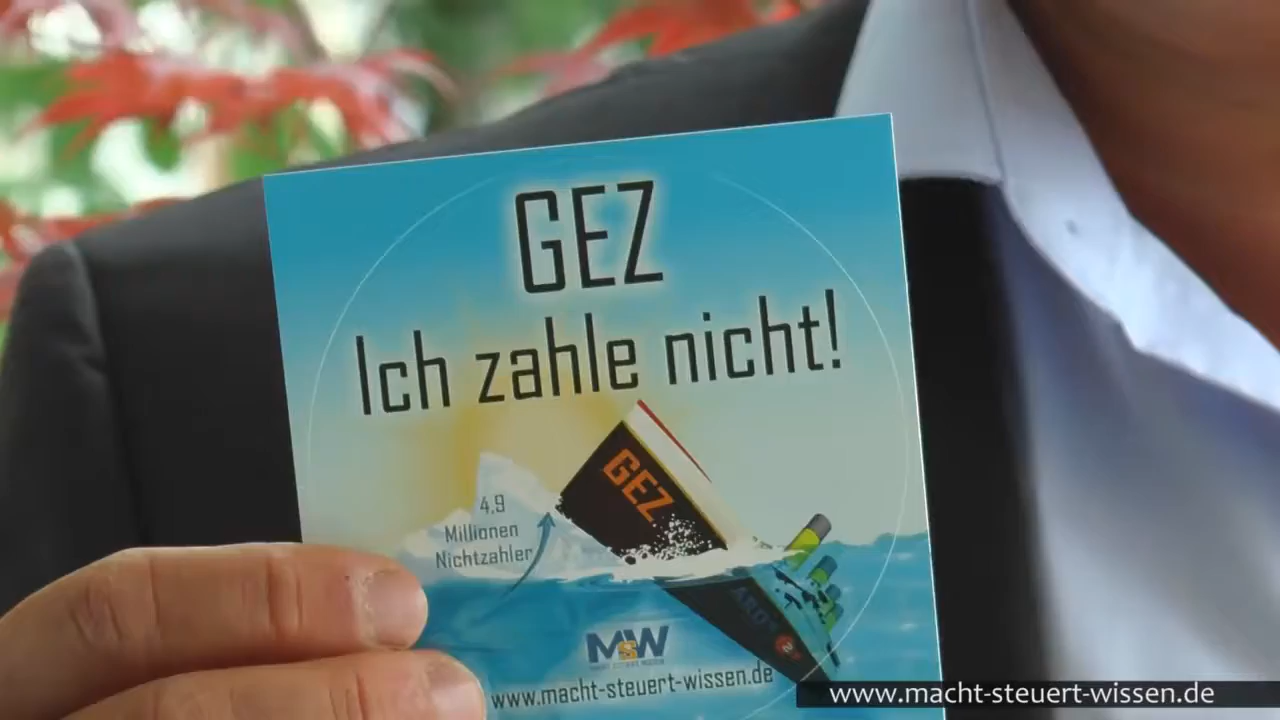 GEZ
Ich zahle nicht!
GEZ
4,9
Millionen
Nichtzahler
ARD
MSW
www.macht-steuert-wissen.de
www.macht-steuert-wissen.de